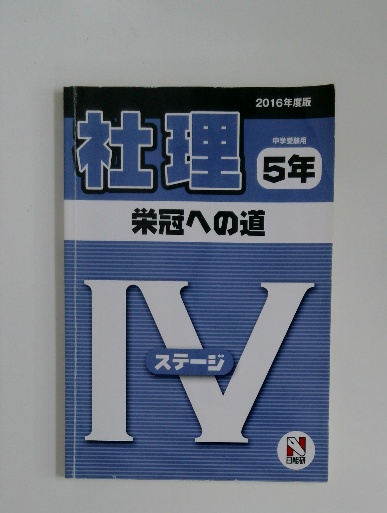 2016年度版
社理
中学受験用
5年
栄冠への道
IV
ステージ
N
日能研